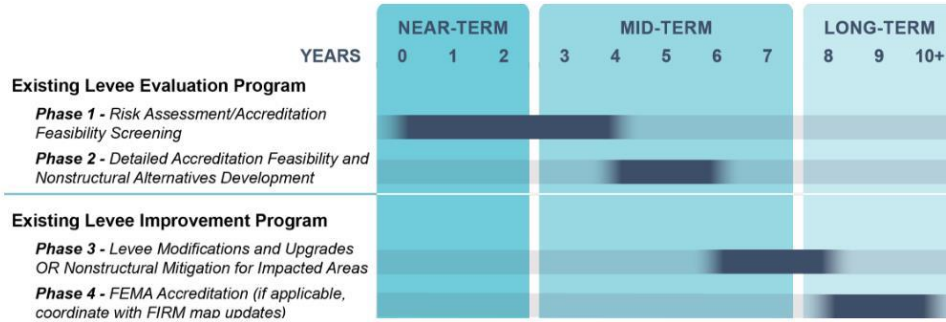 NEAR-TERM MID-TERM LONG-TERM
YEARS 0 1 2 3 4 5 6 7 8 9 10+
Existing Levee Evaluation Program
Phase 1 - Risk Assessment/Accreditation
Feasibility Screening
Phase 2 - Detailed Accreditation Feasibility and
Nonstructural Alternatives Development
Existing Levee Improvement Program
Phase 3 - Levee Modifications and Upgrades
OR Nonstructural Mitigation for Impacted Areas
Phase 4 - FEMA Accreditation (if applicable,
coordinate with FIRM map updates)